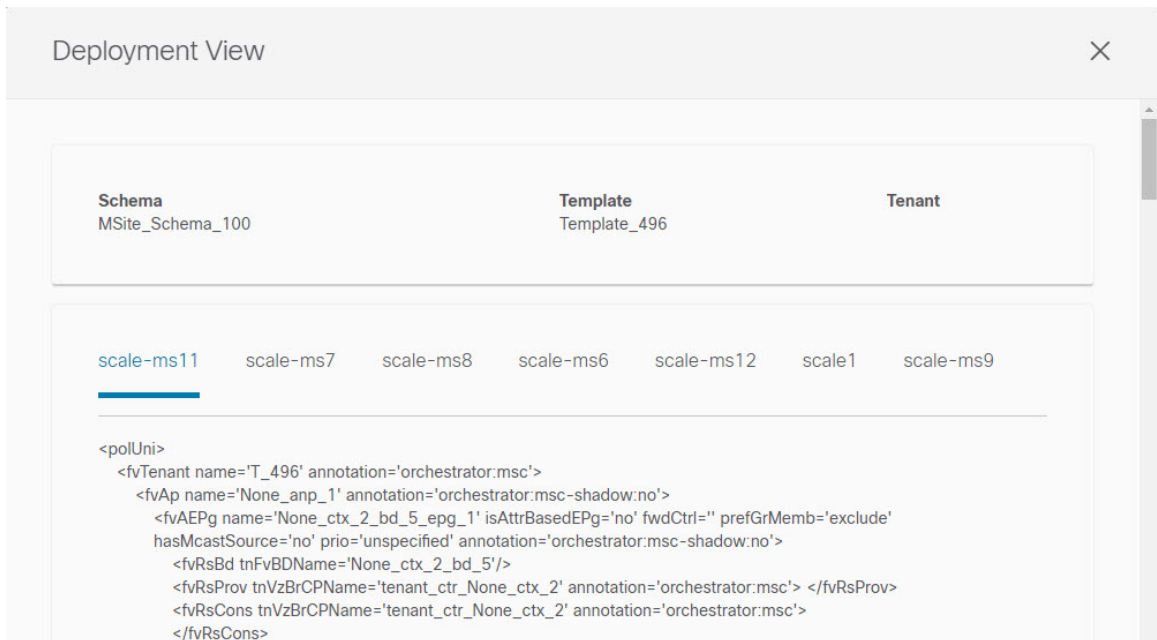 Deployment View
Schema Template Tenant
MSite_Schema_100 Template_496
scale-ms11 scale-ms7 scale-ms8 scale-ms6 scale-ms12 scale1 scale-ms9
<polUni>
<fvTenant name='T_496' annotation='orchestrator:msc'>
<fvAp name='None_anp_1' annotation='orchestrator:msc-shadow:no'>
<fvAEPg name='None_ctx_2_bd_5_epg_1' isAttrBasedEPg='no' fwdCtrl='' prefGrMemb='exclude'
hasMcastSource='no' prio='unspecified' annotation='orchestrator:msc-shadow:no'>
<fvRsBd tnFvBDName='None_ctx_2_bd_5'/>
<fvRsProv tnVzBrCPName='tenant_ctr_None_ctx_2' annotation='orchestrator:msc'> </fvRsProv>
<fvRsCons tnVzBrCPName='tenant_ctr_None_ctx_2' annotation='orchestrator:msc'>
</fvRsCons>